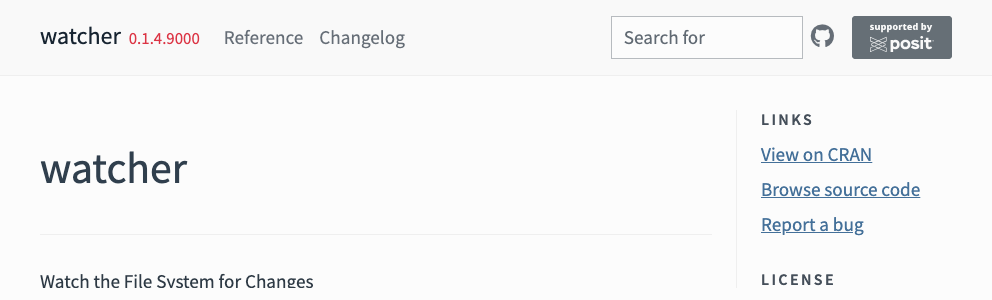 watcher 0.1.4.9000 Reference Changelog Search for supported by posit
LINKS
watcher
View on CRAN
Browse source code
Report a bug
Watch the File System for Changes
LICENSE